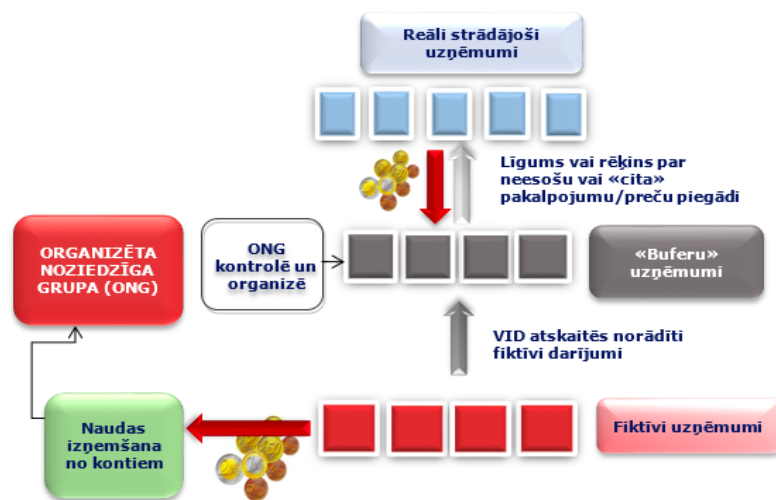 Reāli strādājoši
uzņēmumi
Līgums vai rēķins par
neesošu vai «cita»
pakalpojumu/preču piegādi
ORGANIZĒTA
NOZIEDZĪGA
GRUPA (ONG)
ONG
kontrolē un
organizē
«Buferu»
uzņēmumi
VID atskaitēs norādīti
fiktīvi darījumi
Naudas
izņemšana
no kontiem
Fiktīvi uzņēmumi